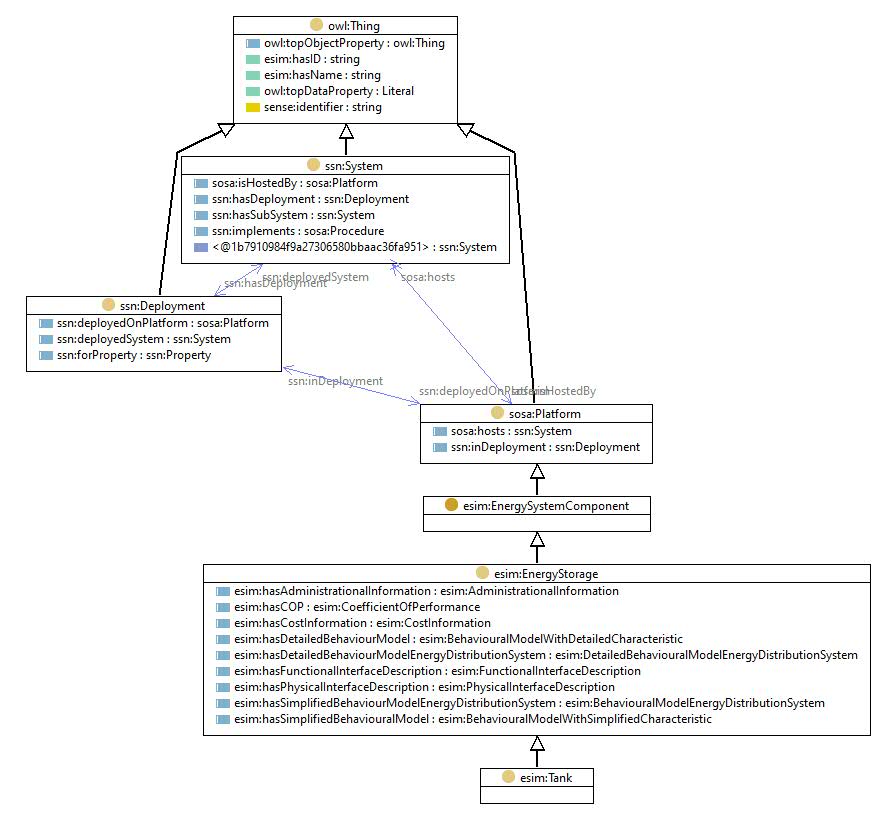 owl:Thing
owl:topObjectProperty : owl:Thing
esim:hasID : string
esim:hasName : string
owl:topDataProperty : Literal
sense:identifier : string
ssn:System
sosa:isHostedBy : sosa:Platform
ssn:hasDeployment : ssn:Deployment
ssn:hasSubSystem : ssn:System
ssn:implements : sosa:Procedure
<@1b7910984f9a27306580bbaac36fa951> : ssn:System
ssn:deployedSystem
sosa:hosts
ssn:hasDeployment
ssn:Deployment
ssn:deployedOnPlatform : sosa:Platform
ssn:deployedSystem : ssn:System
ssn:forProperty : ssn:Property
ssn:inDeployment
ssn:deployedOnPlatform
sosa:isHostedBy
sosa:Platform
sosa:hosts : ssn:System
ssn:inDeployment : ssn:Deployment
esim:EnergySystemComponent
esim:EnergyStorage
esim:hasAdministrationalInformation : esim:AdministrationalInformation
esim:hasCOP : esim:CoefficientOfPerformance
esim:hasCostInformation : esim:CostInformation
esim:hasDetailedBehaviourModel : esim:BehaviouralModelWithDetailedCharacteristic
esim:hasDetailedBehaviourModelEnergyDistributionSystem : esim:DetailedBehaviouralModelEnergyDistributionSystem
esim:hasFunctionalInterfaceDescription : esim:FunctionalInterfaceDescription
esim:hasPhysicalInterfaceDescription : esim:PhysicalInterfaceDescription
esim:hasSimplifiedBehaviourModelEnergyDistributionSystem : esim:BehaviouralModelEnergyDistributionSystem
esim:hasSimplifiedBehaviouralModel : esim:BehaviouralModelWithSimplifiedCharacteristic
esim:Tank